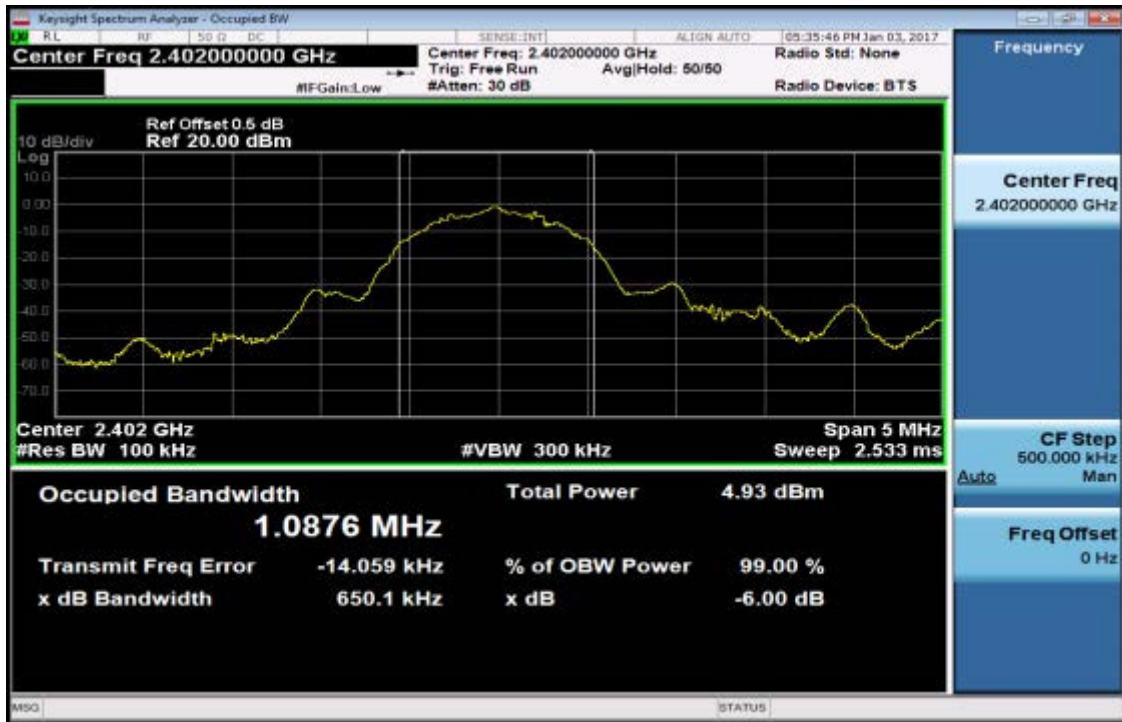 Keysight Spectrum Analyzer - Occupied BW
RL RF 50 Ω DC SENSE:INT ALIGN AUTO 05:35:46 PM Jan 03, 2017
Center Freq 2.402000000 GHz
Center Freq: 2.402000000 GHz Radio Std: None
Trig: Free Run Avg|Hold: 50/50
#IFGain:Low #Atten: 30 dB Radio Device: BTS
Ref Offset 0.5 dB
10 dB/div Ref 20.00 dBm
Log
10.0
0.00
-10.0
-20.0
-30.0
-40.0
-50.0
-60.0
-70.0
Center 2.402 GHz Span 5 MHz
#Res BW 100 kHz #VBW 300 kHz Sweep 2.533 ms
Occupied Bandwidth Total Power 4.93 dBm
1.0876 MHz
Transmit Freq Error -14.059 kHz % of OBW Power 99.00 %
x dB Bandwidth 650.1 kHz x dB -6.00 dB
MSG STATUS
Frequency
Center Freq
2.402000000 GHz
CF Step
500.000 kHz
Auto Man
Freq Offset
0 Hz